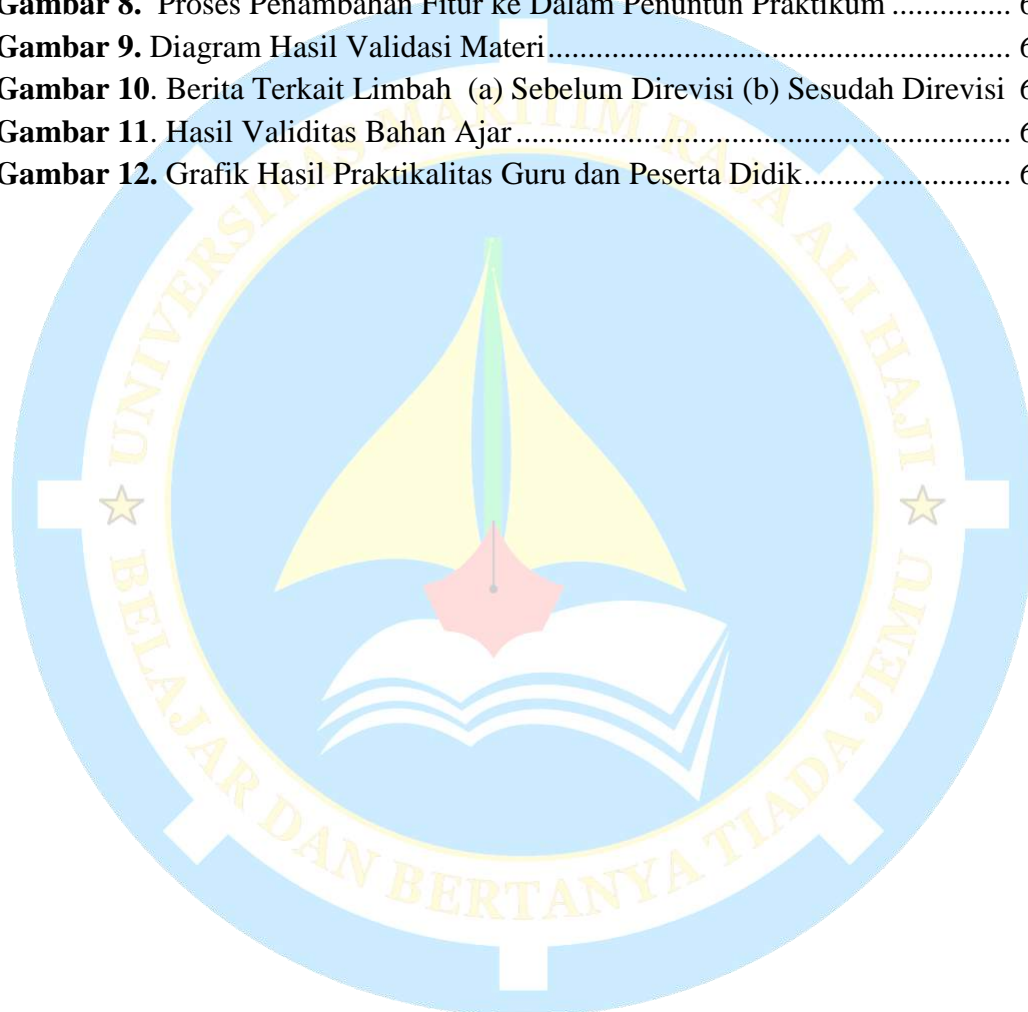 Gambar 8.  Proses Penambahan Fitur ke Dalam Penuntun Praktikum .............. 6
Gambar 9. Diagram Hasil Validasi Materi...................................................... 6
Gambar 10. Berita Terkait Limbah  (a) Sebelum Direvisi (b) Sesudah Direvisi  6
Gambar 11. Hasil Validitas Bahan Ajar.......................................................... 6
Gambar 12. Grafik Hasil Praktikalitas Guru dan Peserta Didik........................ 6
UNIVERSITAS MARITIM RAJA ALI HAJI
BELAJAR DAN BERTANYA TIADA JEMU